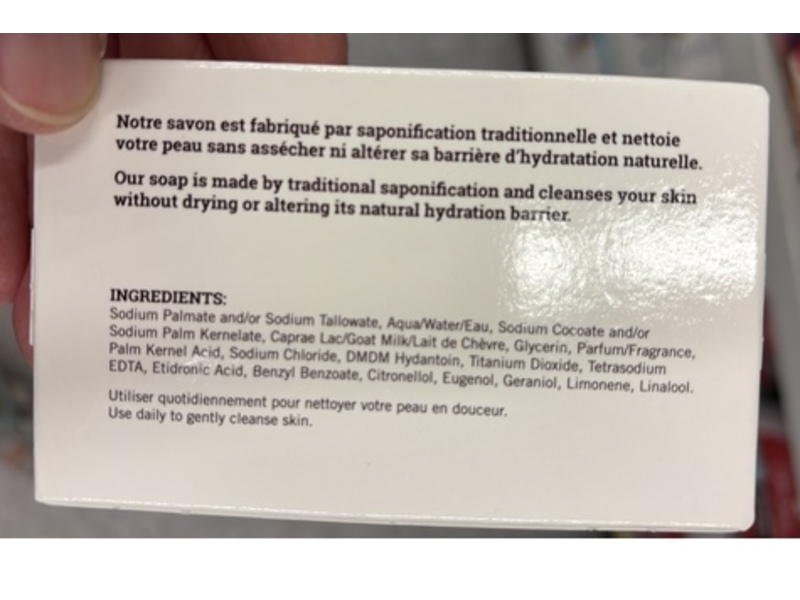 Notre savon est fabriqué par saponification traditionnelle et nettoie
votre peau sans assécher ni altérer sa barrière d'hydratation naturelle.
Our soap is made by traditional saponification and cleanses your skin
without drying or altering its natural hydration barrier.
INGREDIENTS:
Sodium Palmate and/or Sodium Tallowate, Aqua/Water/Eau, Sodium Cocoate and/or
Sodium Palm Kernelate, Caprae Lac/Goat Milk/Lait de Chèvre, Glycerin, Parfum/Fragrance,
Palm Kernel Acid, Sodium Chloride, DMDM Hydantoin, Titanium Dioxide, Tetrasodium
EDTA, Etidronic Acid, Benzyl Benzoate, Citronellol, Eugenol, Geraniol, Limonene, Linalool.
Utiliser quotidiennement pour nettoyer votre peau en douceur.
Use daily to gently cleanse skin.